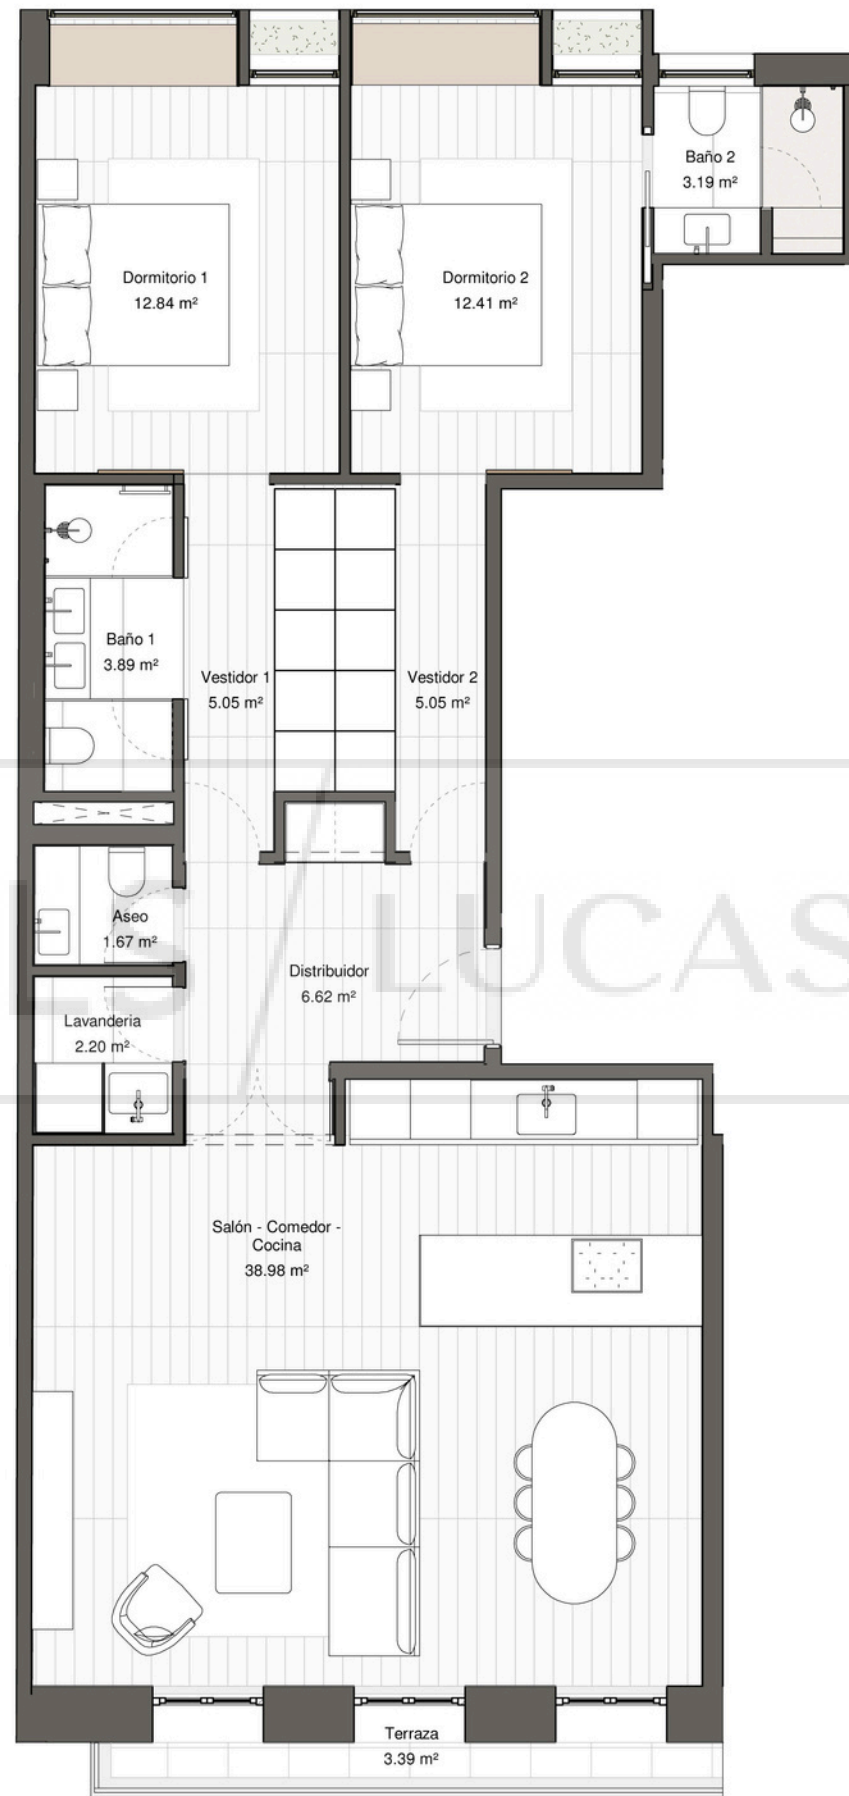 Baño 2
3.19 m²
Dormitorio 1
12.84 m²
Dormitorio 2
12.41 m²
Baño 1
3.89 m²
Vestidor 1
5.05 m²
Vestidor 2
5.05 m²
Aseo
1.67 m²
Distribuidor
6.62 m²
Lavanderia
2.20 m²
LS / LUCAS
Salón - Comedor -
Cocina
38.98 m²
Terraza
3.39 m²